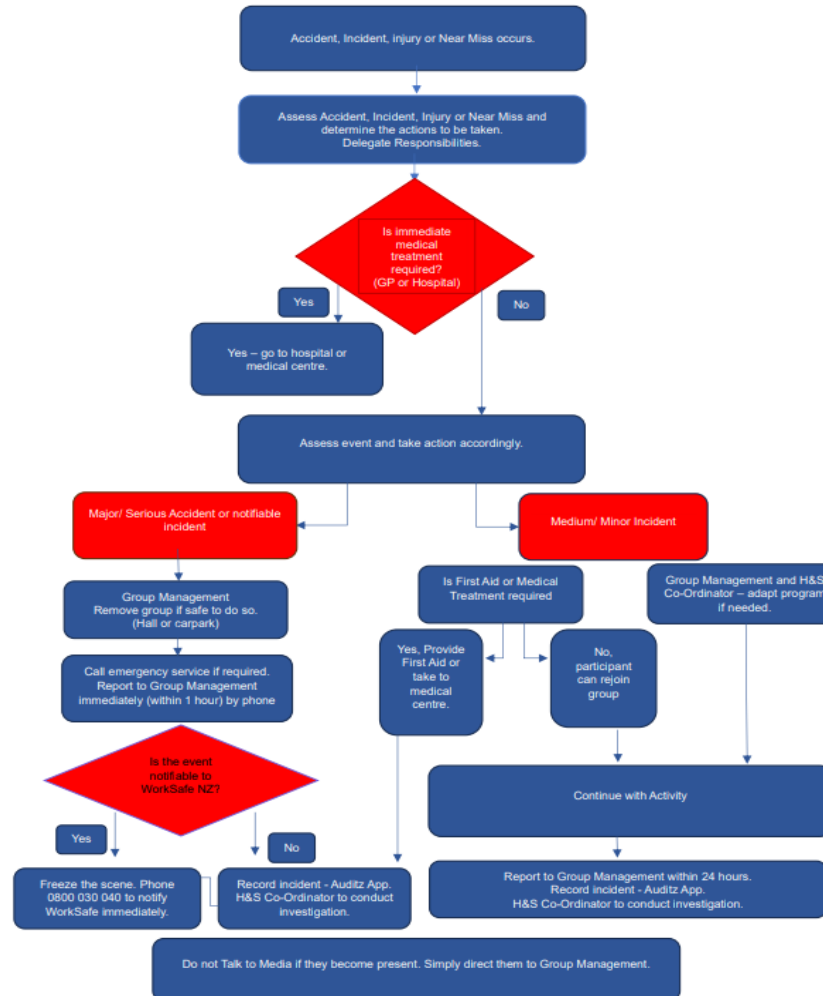 Accident, Incident, injury or Near Miss occurs.
Assess Accident, Incident, Injury or Near Miss and
determine the actions to be taken.
Delegate Responsibilities.
Is immediate
medical
treatment
required?
(GP or Hospital)
Yes
No
Yes – go to hospital or
medical centre.
Assess event and take action accordingly.
Major/ Serious Accident or notifiable
incident
Medium/ Minor Incident
Group Management
Remove group if safe to do so.
(Hall or carpark)
Is First Aid or Medical
Treatment required
Group Management and H&S
Co-Ordinator – adapt program
if needed.
Call emergency service if required.
Report to Group Management
immediately (within 1 hour) by phone
Yes, Provide
First Aid or
take to
medical
centre.
No,
participant
can rejoin
group
Is the event
notifiable to
WorkSafe NZ?
Continue with Activity
Yes
No
Freeze the scene. Phone
0800 030 040 to notify
WorkSafe immediately.
Record incident - Auditz App.
H&S Co-Ordinator to conduct
investigation.
Report to Group Management within 24 hours.
Record incident - Auditz App.
H&S Co-Ordinator to conduct investigation.
Do not Talk to Media if they become present. Simply direct them to Group Management.